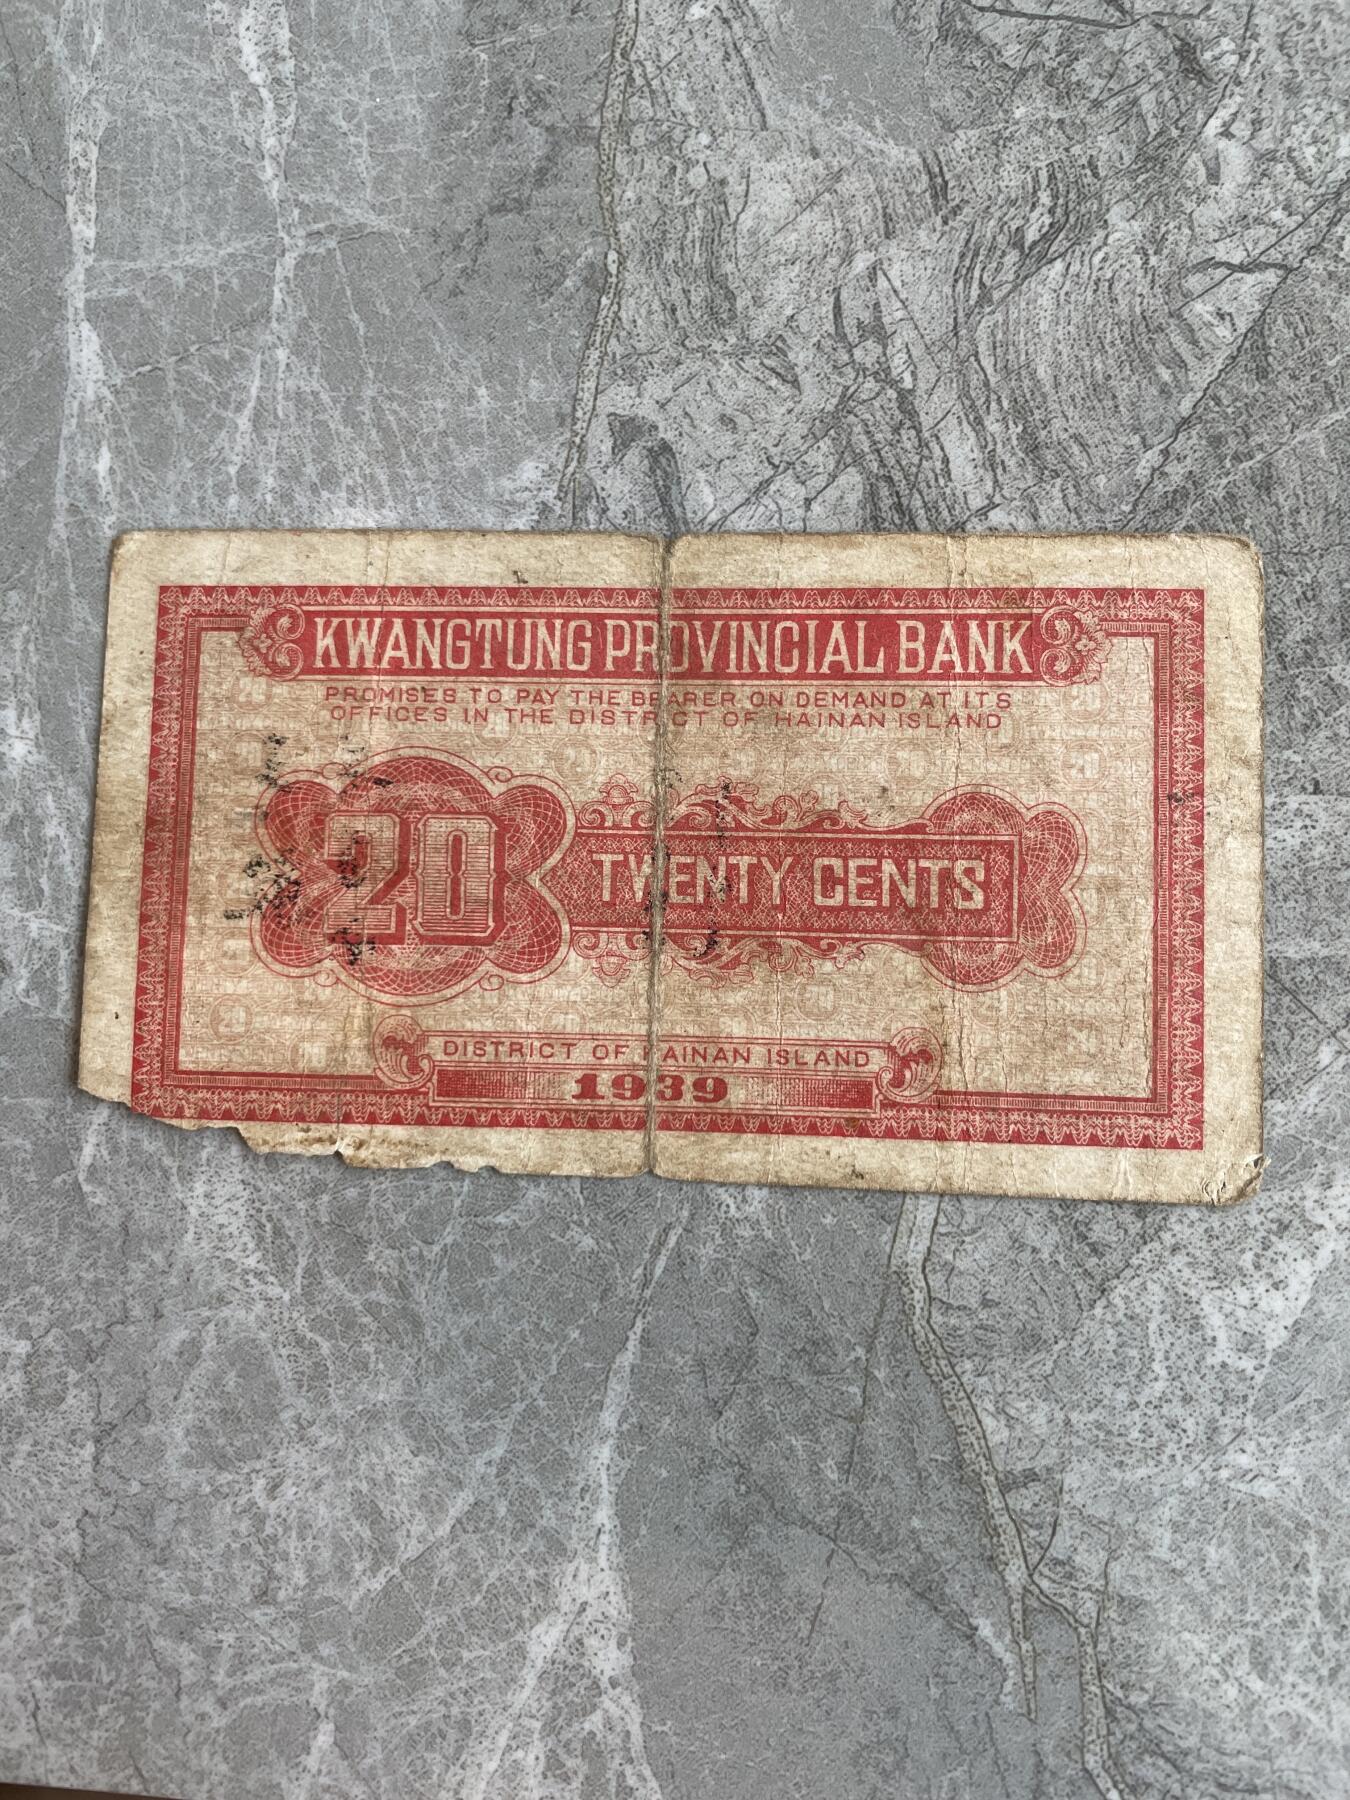 KWANGTUNG PROVINCIAL BANK
PROMISES TO PAY THE BEARER ON DEMAND AT ITS
OFFICES IN THE DISTRICT OF HAINAN ISLAND
20
TWENTY CENTS
DISTRICT OF HAINAN ISLAND
1939